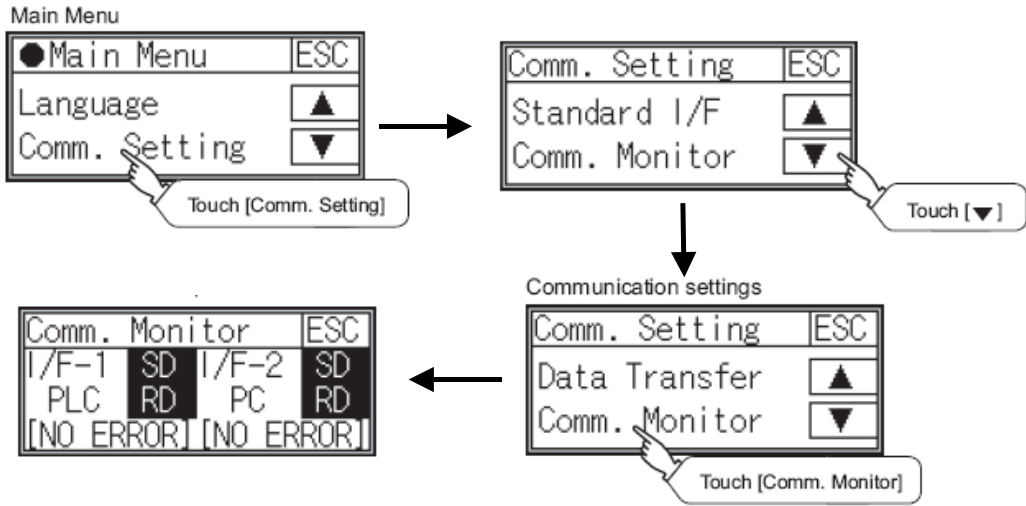 Main Menu
●Main Menu ESC
Language ▲
Comm. Setting ▼
Touch [Comm. Setting]
Comm. Setting ESC
Standard I/F ▲
Comm. Monitor ▼
Touch [▼]
Communication settings
Comm. Setting ESC
Data Transfer ▲
Comm. Monitor ▼
Touch [Comm. Monitor]
Comm. Monitor ESC
I/F-1 SD I/F-2 SD
PLC RD PC RD
[NO ERROR] [NO ERROR]